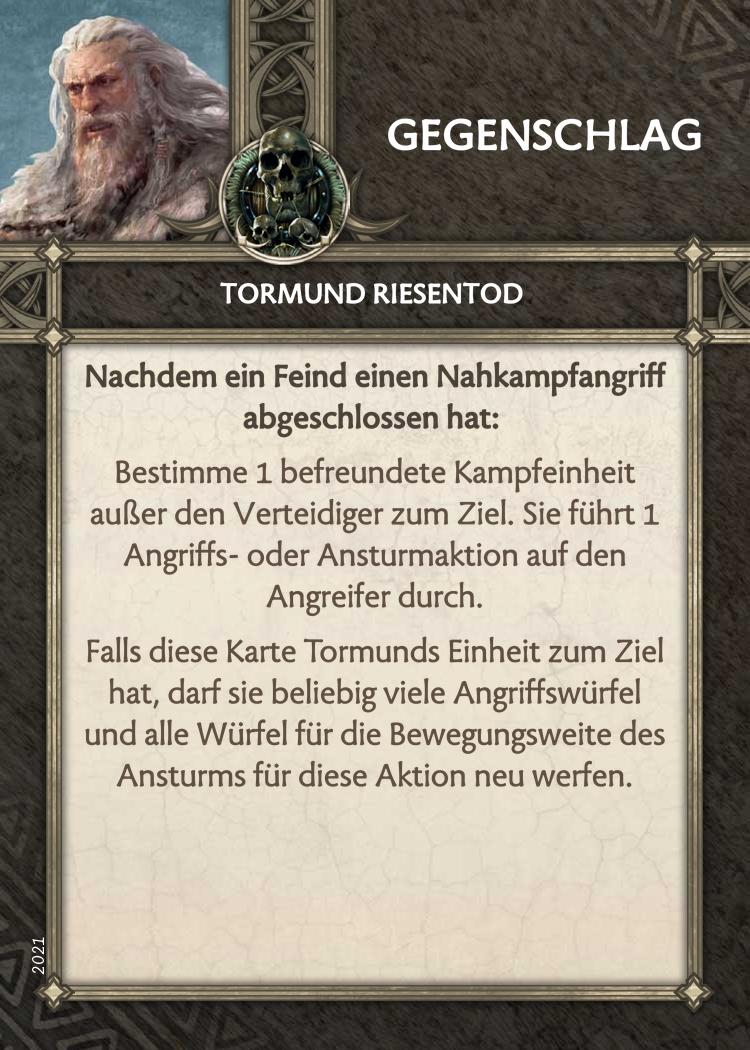 GEGENSCHLAG
TORMUND RIESENTOD
Nachdem ein Feind einen Nahkampfangriff
abgeschlossen hat:
Bestimme 1 befreundete Kampfeinheit
außer den Verteidiger zum Ziel. Sie führt 1
Angriffs- oder Ansturmaktion auf den
Angreifer durch.
Falls diese Karte Tormunds Einheit zum Ziel
hat, darf sie beliebig viele Angriffswürfel
und alle Würfel für die Bewegungsweite des
Ansturms für diese Aktion neu werfen.
2021